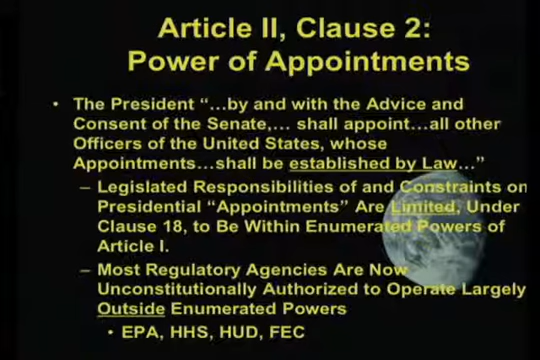 Article II, Clause 2:
Power of Appointments
• The President “…by and with the Advice and
Consent of the Senate,… shall appoint…all other
Officers of the United States, whose
Appointments…shall be established by Law…”
– Legislated Responsibilities of and Constraints on
Presidential “Appointments” Are Limited, Under
Clause 18, to Be Within Enumerated Powers of
Article I.
– Most Regulatory Agencies Are Now
Unconstitutionally Authorized to Operate Largely
Outside Enumerated Powers
• EPA, HHS, HUD, FEC